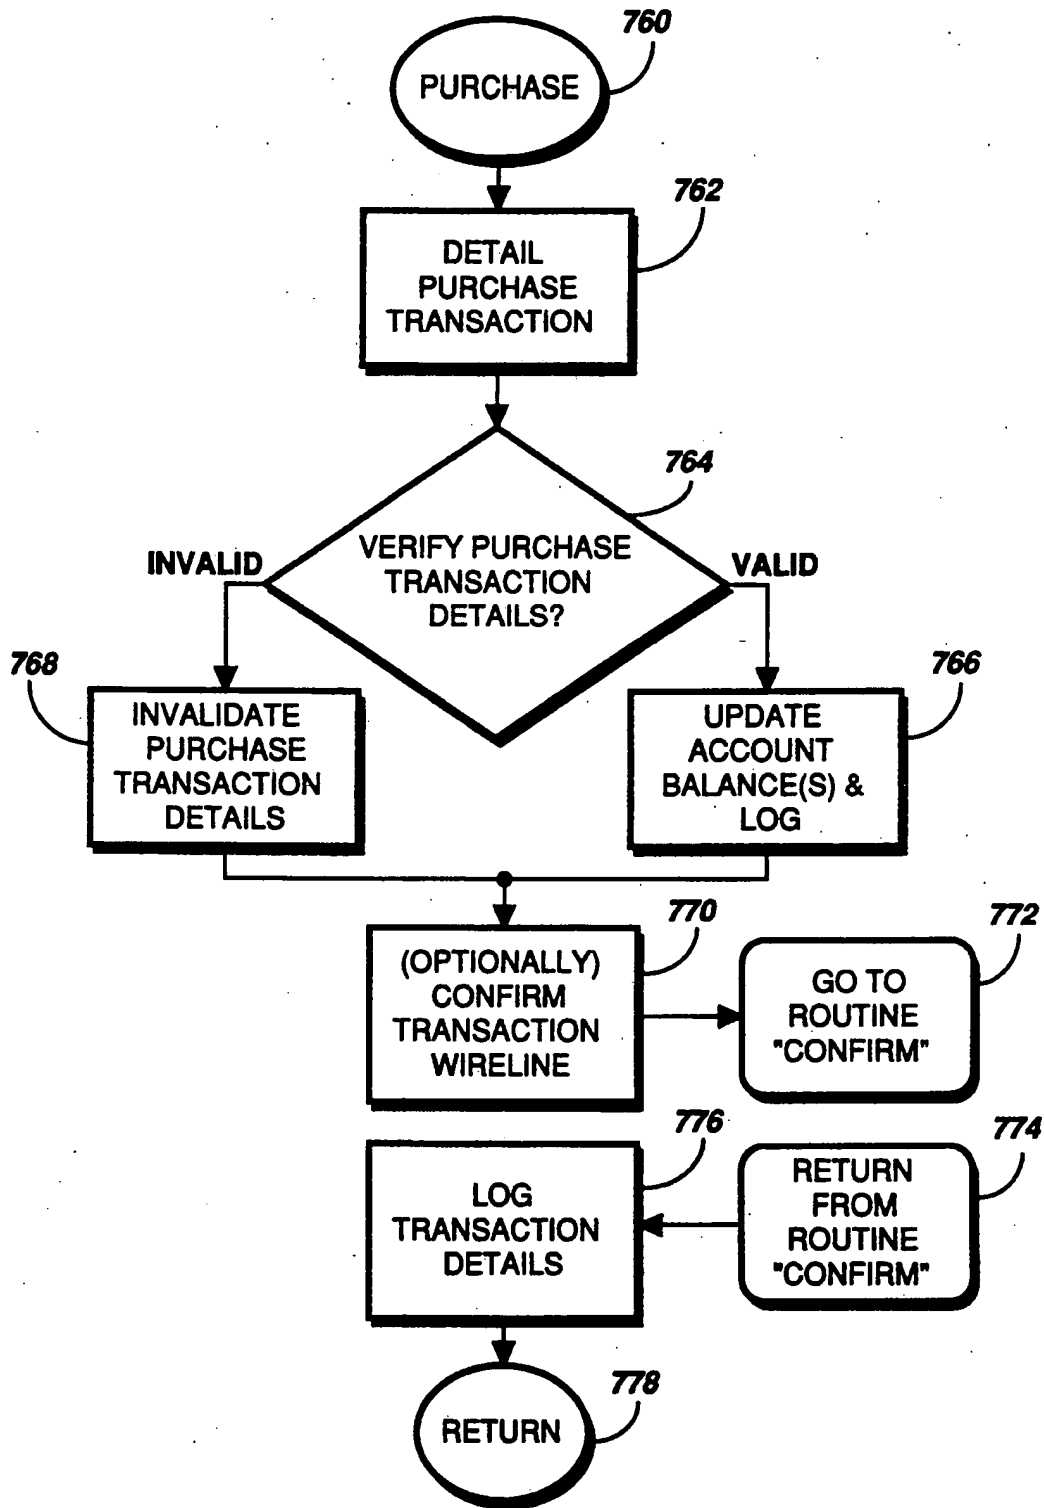 760
PURCHASE
762
DETAIL
PURCHASE
TRANSACTION
764
VERIFY PURCHASE
TRANSACTION
DETAILS?
INVALID
VALID
768
INVALIDATE
PURCHASE
TRANSACTION
DETAILS
766
UPDATE
ACCOUNT
BALANCE(S) &
LOG
770
(OPTIONALLY)
CONFIRM
TRANSACTION
WIRELINE
772
GO TO
ROUTINE
"CONFIRM"
776
LOG
TRANSACTION
DETAILS
774
RETURN
FROM
ROUTINE
"CONFIRM"
778
RETURN